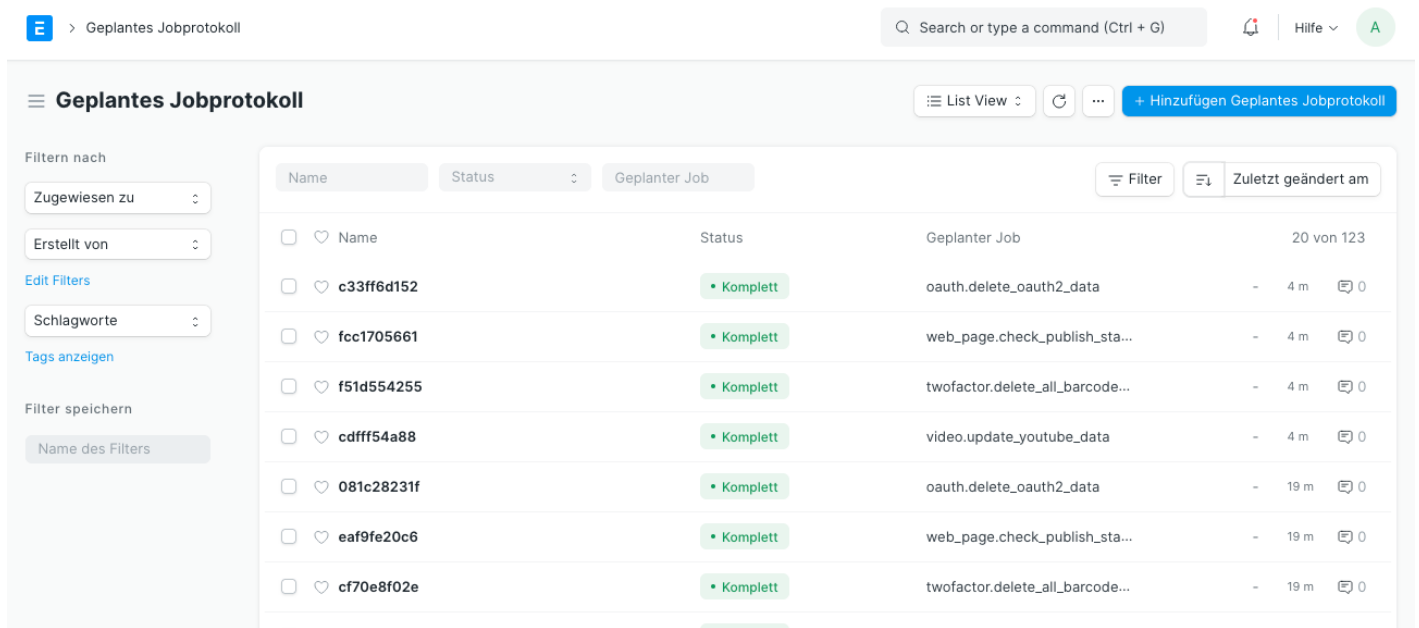 E > Geplantes Jobprotokoll Search or type a command (Ctrl + G) Hilfe A
Geplantes Jobprotokoll List View ... + Hinzufügen Geplantes Jobprotokoll
Filtern nach
Zugewiesen zu
Erstellt von
Edit Filters
Schlagworte
Tags anzeigen
Filter speichern
Name des Filters
Name Status Geplanter Job Filter Zuletzt geändert am
Name Status Geplanter Job 20 von 123
c33ff6d152 • Komplett oauth.delete_oauth2_data - 4 m 0
fcc1705661 • Komplett web_page.check_publish_sta... - 4 m 0
f51d554255 • Komplett twofactor.delete_all_barcode... - 4 m 0
cdfff54a88 • Komplett video.update_youtube_data - 4 m 0
081c28231f • Komplett oauth.delete_oauth2_data - 19 m 0
eaf9fe20c6 • Komplett web_page.check_publish_sta... - 19 m 0
cf70e8f02e • Komplett twofactor.delete_all_barcode... - 19 m 0